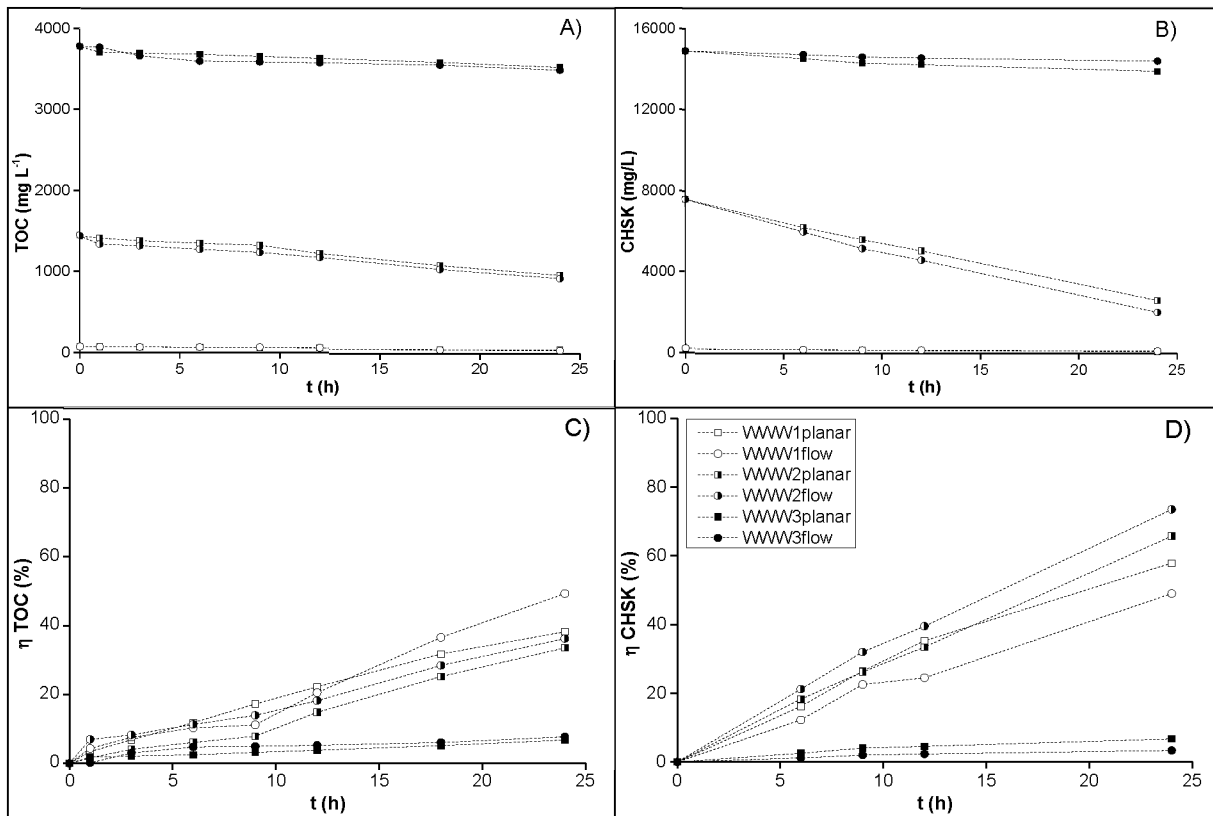 A)
TOC (mg L⁻¹)
4000
3000
2000
1000
0
0 5 10 15 20 25
t (h)
B)
CHSK (mg/L)
16000
12000
8000
4000
0
0 5 10 15 20 25
t (h)
C)
η TOC (%)
100
80
60
40
20
0
0 5 10 15 20 25
t (h)
D)
η CHSK (%)
100
80
60
40
20
0
0 5 10 15 20 25
t (h)
WWW1planar
WWW1flow
WWW2planar
WWW2flow
WWW3planar
WWW3flow